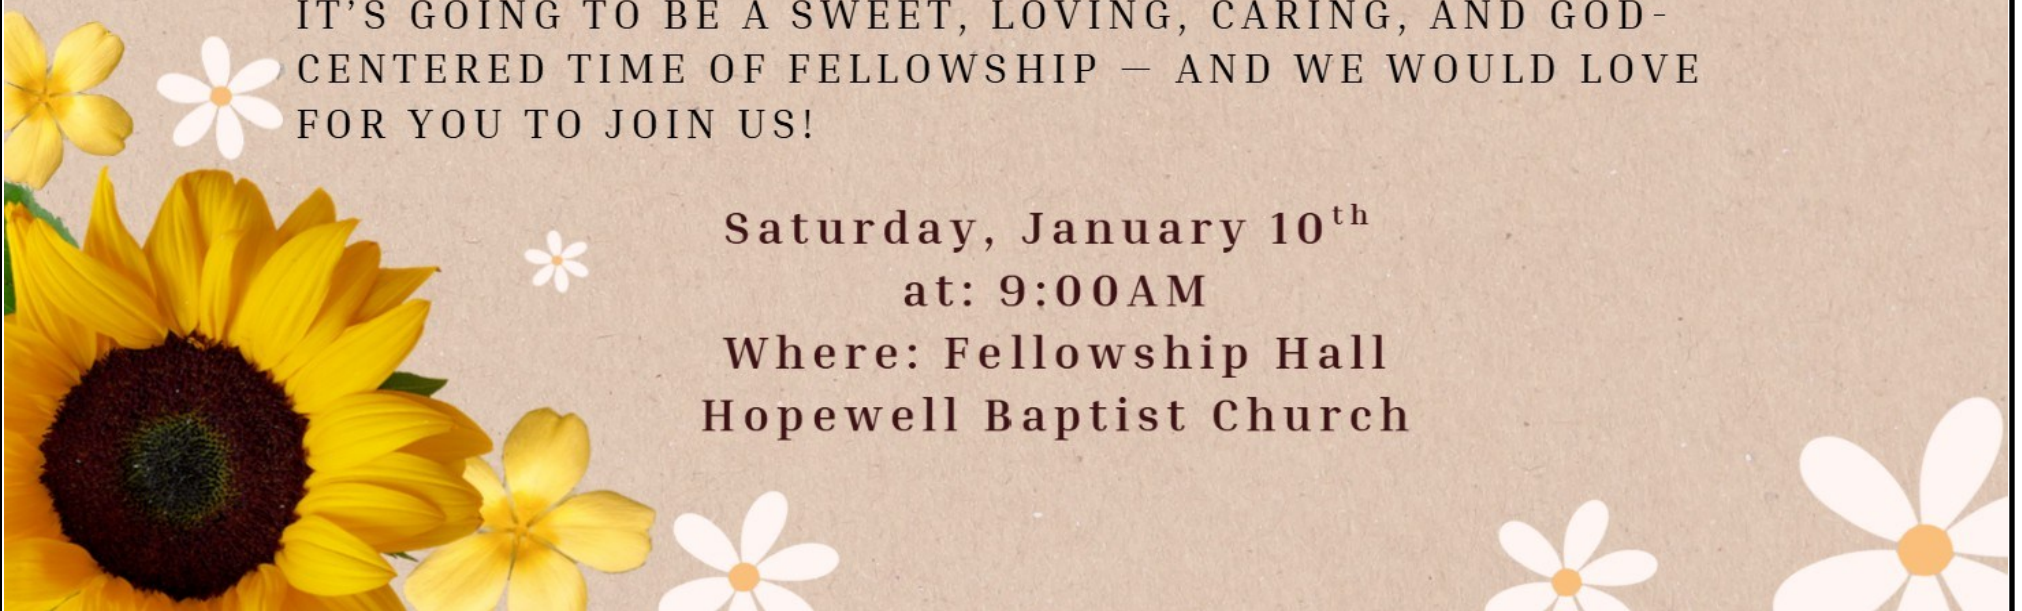 IT'S GOING TO BE A SWEET, LOVING, CARING, AND GOD-
CENTERED TIME OF FELLOWSHIP — AND WE WOULD LOVE
FOR YOU TO JOIN US!
Saturday, January 10th
at: 9:00AM
Where: Fellowship Hall
Hopewell Baptist Church